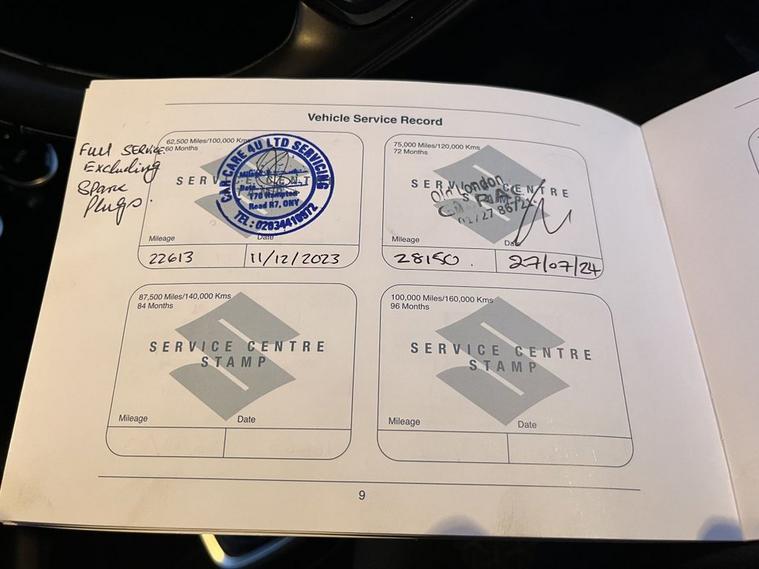 Vehicle Service Record
FULL SERVICE
Excluding
Spark
Plugs.
62,500 Miles/100,000 Kms
60 Months
CAR CARE 4U LTD SERVICING
Date
Road
TEL:
Mileage
Date
22613
11/12/2023
75,000 Miles/120,000 Kms
72 Months
SERVICE CENTRE
Old London
Mileage
28150.
27/07/24
87,500 Miles/140,000 Kms
84 Months
SERVICE CENTRE
STAMP
Mileage
Date
100,000 Miles/160,000 Kms
96 Months
SERVICE CENTRE
STAMP
Mileage
Date
9